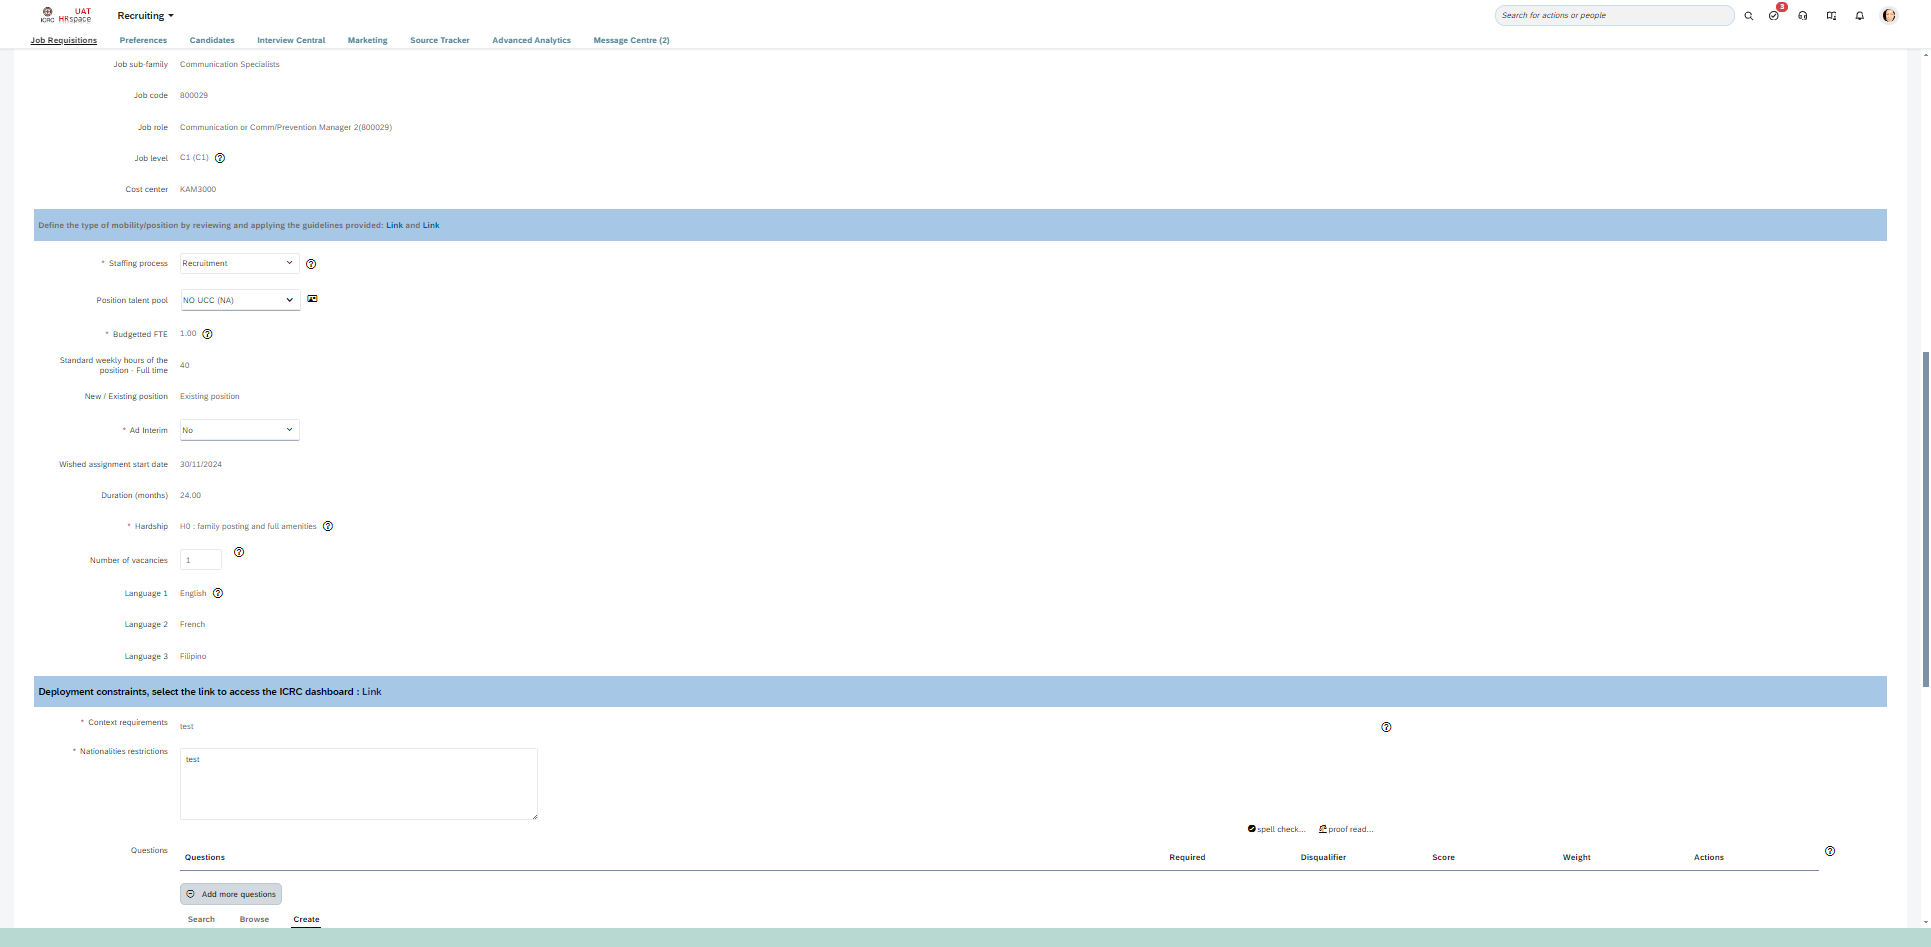 ICRC UAT HRspace Recruiting Search for actions or people 3
Job Requisitions Preferences Candidates Interview Central Marketing Source Tracker Advanced Analytics Message Centre (2)
Job sub-family Communication Specialists
Job code 800029
Job role Communication or Comm/Prevention Manager 2(800029)
Job level C1 (C1)
Cost center KAM3000
Define the type of mobility/position by reviewing and applying the guidelines provided: Link and Link
* Staffing process Recruitment
Position talent pool NO UCC (NA)
* Budgetted FTE 1.00
Standard weekly hours of the
position - Full time 40
New / Existing position Existing position
* Ad Interim No
Wished assignment start date 30/11/2024
Duration (months) 24.00
* Hardship H0 : family posting and full amenities
Number of vacancies 1
Language 1 English
Language 2 French
Language 3 Filipino
Deployment constraints, select the link to access the ICRC dashboard : Link
* Context requirements test
* Nationalities restrictions test
spell check... proof read...
Questions Questions Required Disqualifier Score Weight Actions
Add more questions
Search Browse Create